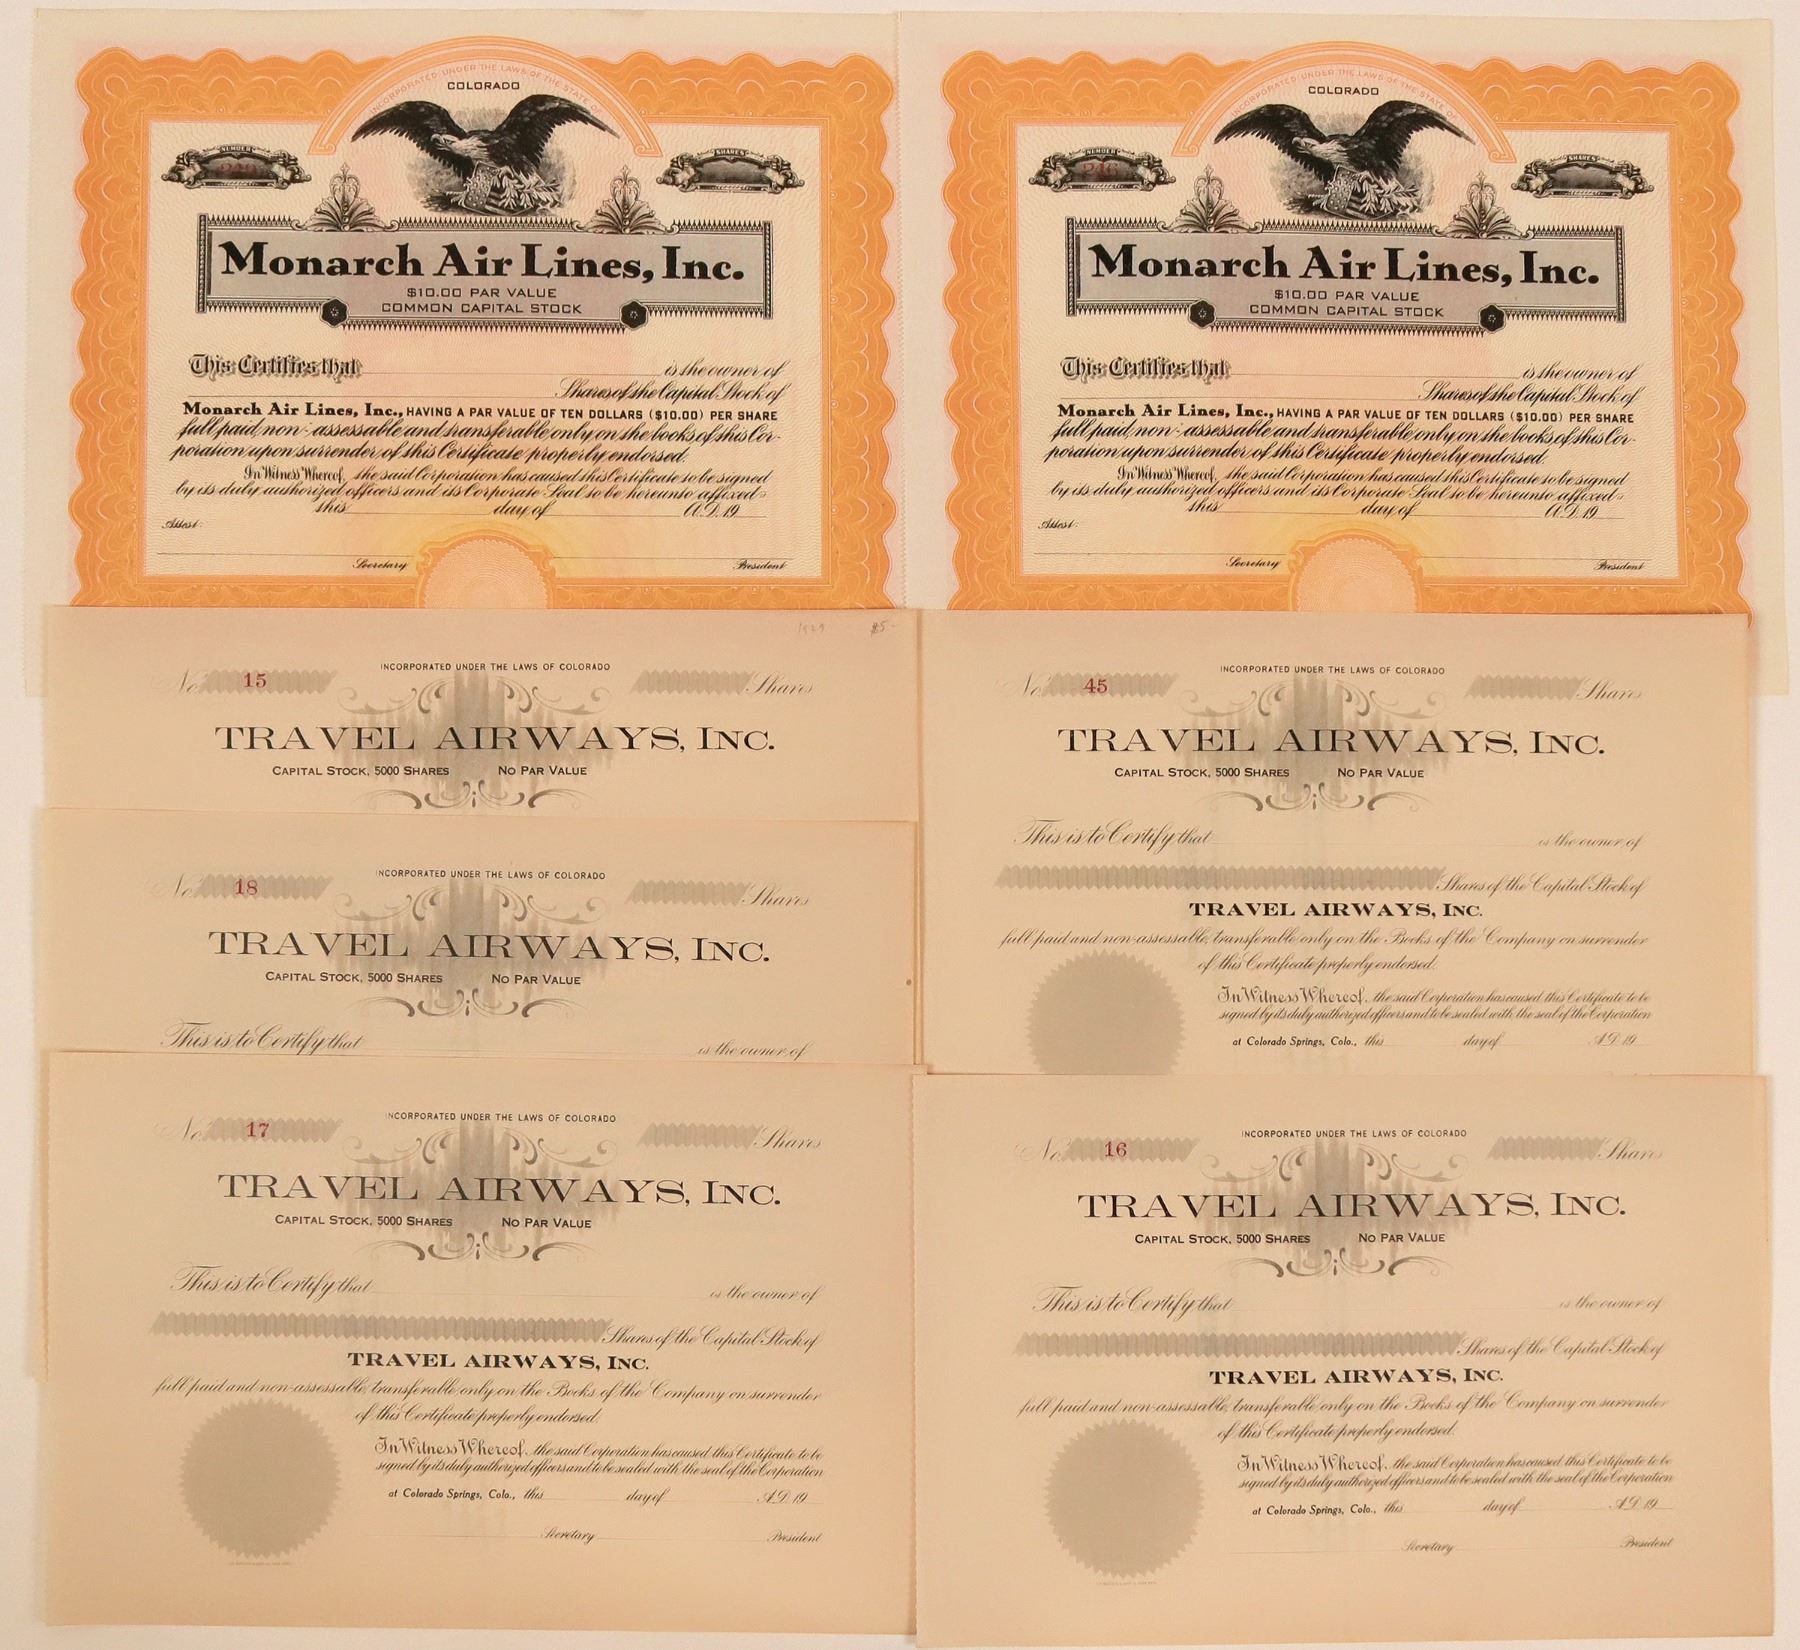 INCORPORATED UNDER THE LAWS OF THE STATE OF
COLORADO
NUMBER
SHARES
Monarch Air Lines, Inc.
$10.00 PAR VALUE
COMMON CAPITAL STOCK
This Certifies that is the owner of
Shares of the Capital Stock of
Monarch Air Lines, Inc., HAVING A PAR VALUE OF TEN DOLLARS ($10.00) PER SHARE
full paid, non-assessable and transferable only on the books of this Cor-
poration upon surrender of this Certificate properly endorsed.
In Witness Whereof, the said Corporation has caused this Certificate to be signed
by its duly authorized officers and its Corporate Seal to be hereunto affixed
this day of A.D. 19
Attest:
Secretary President
INCORPORATED UNDER THE LAWS OF THE STATE OF
COLORADO
NUMBER
246
SHARES
Monarch Air Lines, Inc.
$10.00 PAR VALUE
COMMON CAPITAL STOCK
This Certifies that is the owner of
Shares of the Capital Stock of
Monarch Air Lines, Inc., HAVING A PAR VALUE OF TEN DOLLARS ($10.00) PER SHARE
full paid, non-assessable and transferable only on the books of this Cor-
poration upon surrender of this Certificate properly endorsed.
In Witness Whereof, the said Corporation has caused this Certificate to be signed
by its duly authorized officers and its Corporate Seal to be hereunto affixed
this day of A.D. 19
Attest:
Secretary President
1929 $5-
INCORPORATED UNDER THE LAWS OF COLORADO
No. 15 Shares
TRAVEL AIRWAYS, INC.
CAPITAL STOCK, 5000 SHARES NO PAR VALUE
INCORPORATED UNDER THE LAWS OF COLORADO
No. 45 Shares
TRAVEL AIRWAYS, INC.
CAPITAL STOCK, 5000 SHARES NO PAR VALUE
This is to Certify that is the owner of
Shares of the Capital Stock of
TRAVEL AIRWAYS, INC.
full paid and non-assessable, transferable only on the Books of the Company on surrender
of this Certificate properly endorsed.
In Witness Whereof, the said Corporation has caused this Certificate to be
signed by its duly authorized officers and to be sealed with the seal of the Corporation
at Colorado Springs, Colo., this day of A.D. 19
INCORPORATED UNDER THE LAWS OF COLORADO
No. 18 Shares
TRAVEL AIRWAYS, INC.
CAPITAL STOCK, 5000 SHARES NO PAR VALUE
This is to Certify that is the owner of
INCORPORATED UNDER THE LAWS OF COLORADO
No. 17 Shares
TRAVEL AIRWAYS, INC.
CAPITAL STOCK, 5000 SHARES NO PAR VALUE
This is to Certify that is the owner of
Shares of the Capital Stock of
TRAVEL AIRWAYS, INC.
full paid and non-assessable, transferable only on the Books of the Company on surrender
of this Certificate properly endorsed.
In Witness Whereof, the said Corporation has caused this Certificate to be
signed by its duly authorized officers and to be sealed with the seal of the Corporation
at Colorado Springs, Colo., this day of A.D. 19
Secretary President
INCORPORATED UNDER THE LAWS OF COLORADO
No. 16 Shares
TRAVEL AIRWAYS, INC.
CAPITAL STOCK, 5000 SHARES NO PAR VALUE
This is to Certify that is the owner of
Shares of the Capital Stock of
TRAVEL AIRWAYS, INC.
full paid and non-assessable, transferable only on the Books of the Company on surrender
of this Certificate properly endorsed.
In Witness Whereof, the said Corporation has caused this Certificate to be
signed by its duly authorized officers and to be sealed with the seal of the Corporation
at Colorado Springs, Colo., this day of A.D. 19
Secretary President